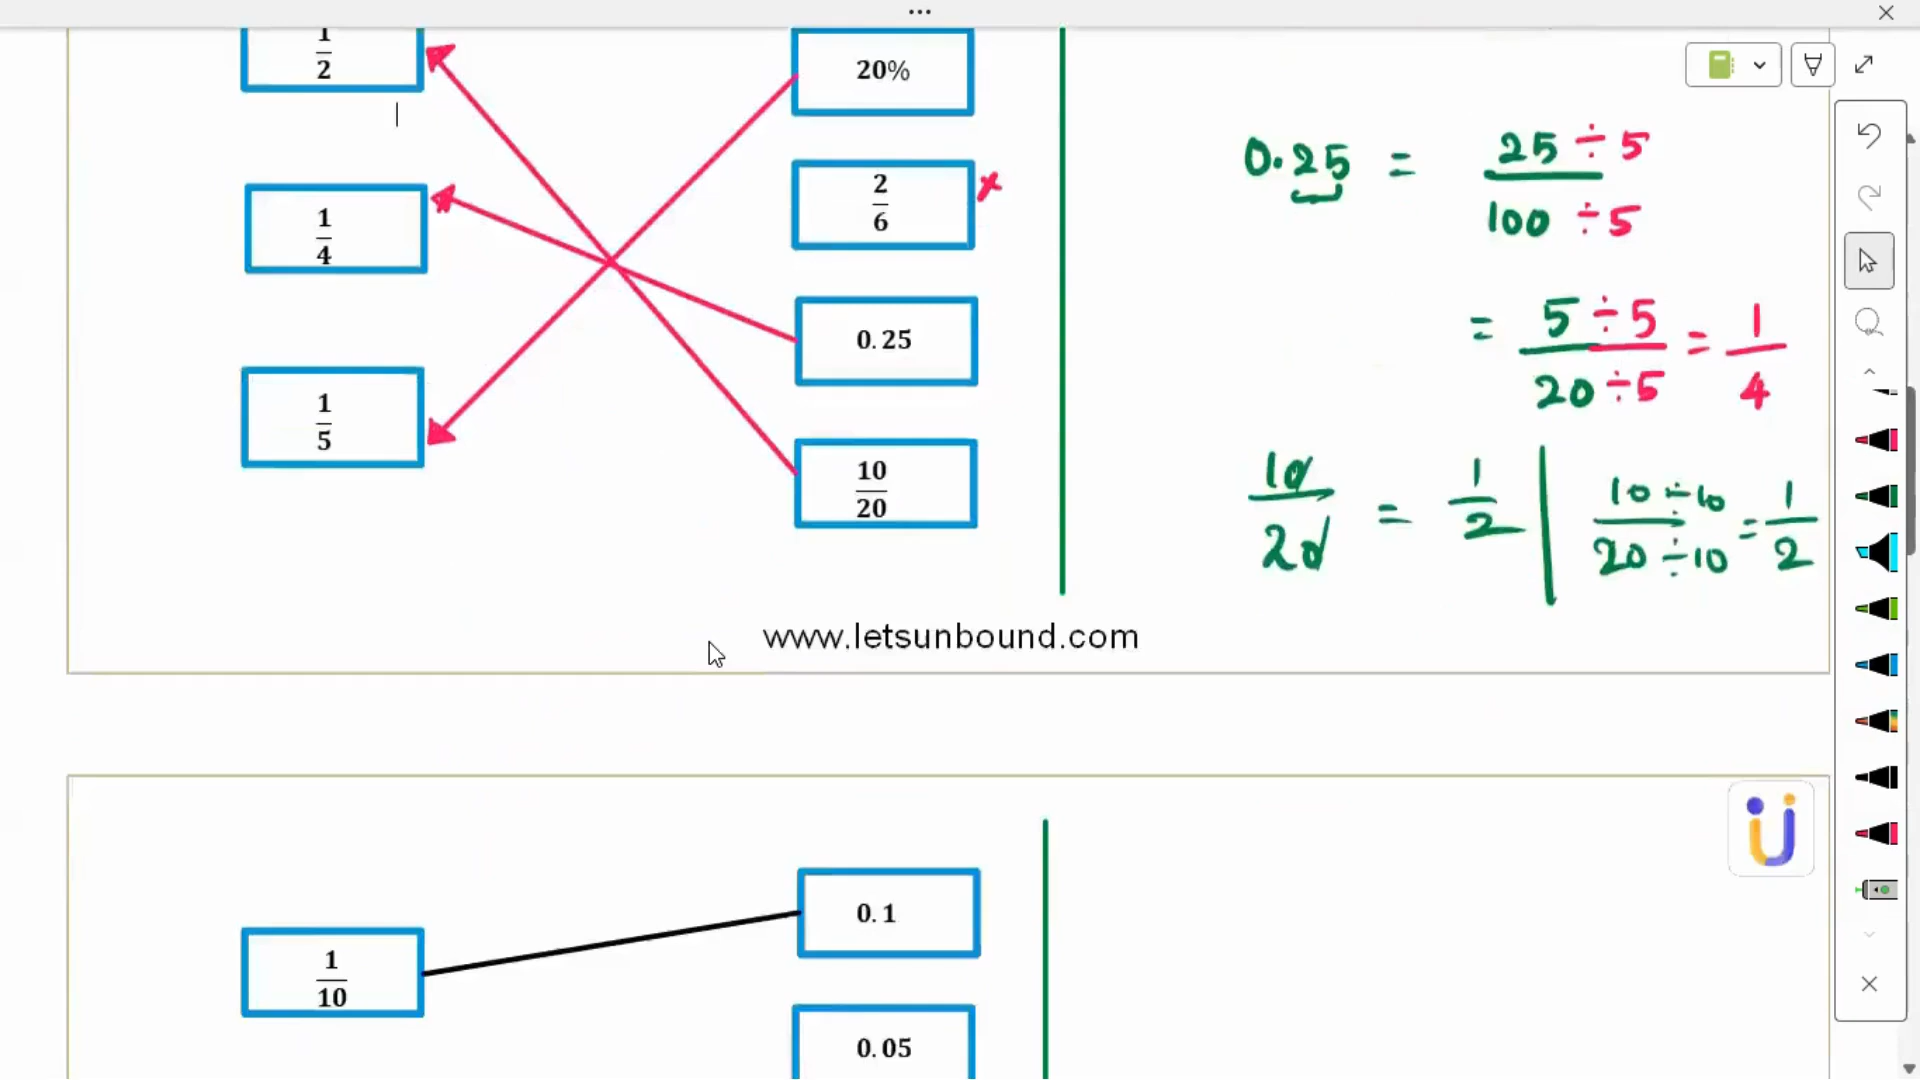 1/2
20%
1/4
2/6 ×
1/5
0.25
10/20
0.25 = 25 ÷ 5 / 100 ÷ 5
= 5 ÷ 5 / 20 ÷ 5 = 1/4
10/20 = 1/2 | 10 ÷ 10 / 20 ÷ 10 = 1/2
www.letsunbound.com
1/10
0.1
0.05